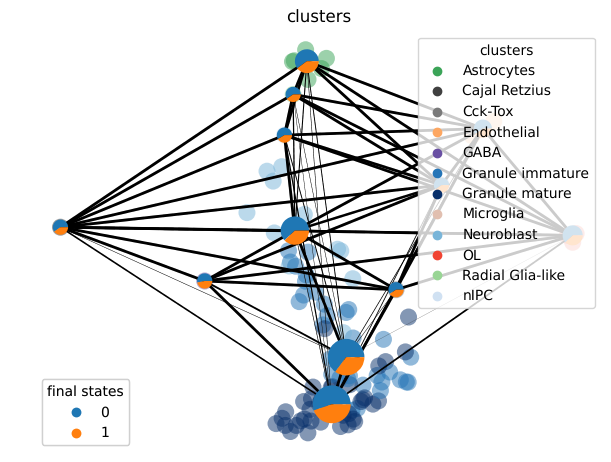 clusters
clusters
Astrocytes
Cajal Retzius
Cck-Tox
Endothelial
GABA
Granule immature
Granule mature
Microglia
Neuroblast
OL
Radial Glia-like
nIPC
final states
0
1